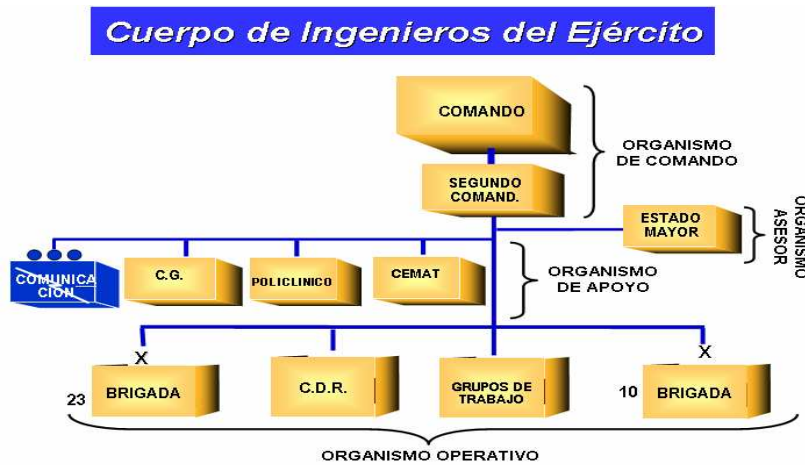 Cuerpo de Ingenieros del Ejército
COMANDO
ORGANISMO
DE COMANDO
SEGUNDO
COMAND.
ESTADO
MAYOR
ORGANISMO
ASESOR
COMUNICA
CIÓN
C.G.
POLICLINICO
CEMAT
ORGANISMO
DE APOYO
X
X
23
BRIGADA
C.D.R.
GRUPOS DE
TRABAJO
10
BRIGADA
ORGANISMO OPERATIVO